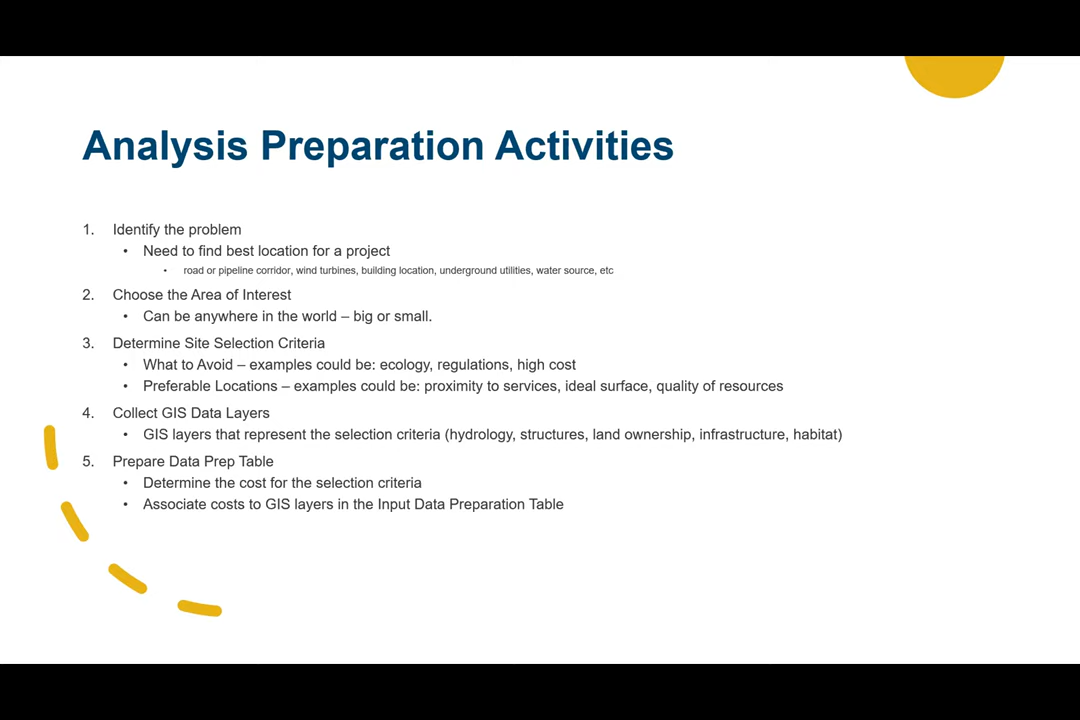 Analysis Preparation Activities
1. Identify the problem
• Need to find best location for a project
• road or pipeline corridor, wind turbines, building location, underground utilities, water source, etc
2. Choose the Area of Interest
• Can be anywhere in the world – big or small.
3. Determine Site Selection Criteria
• What to Avoid – examples could be: ecology, regulations, high cost
• Preferable Locations – examples could be: proximity to services, ideal surface, quality of resources
4. Collect GIS Data Layers
• GIS layers that represent the selection criteria (hydrology, structures, land ownership, infrastructure, habitat)
5. Prepare Data Prep Table
• Determine the cost for the selection criteria
• Associate costs to GIS layers in the Input Data Preparation Table